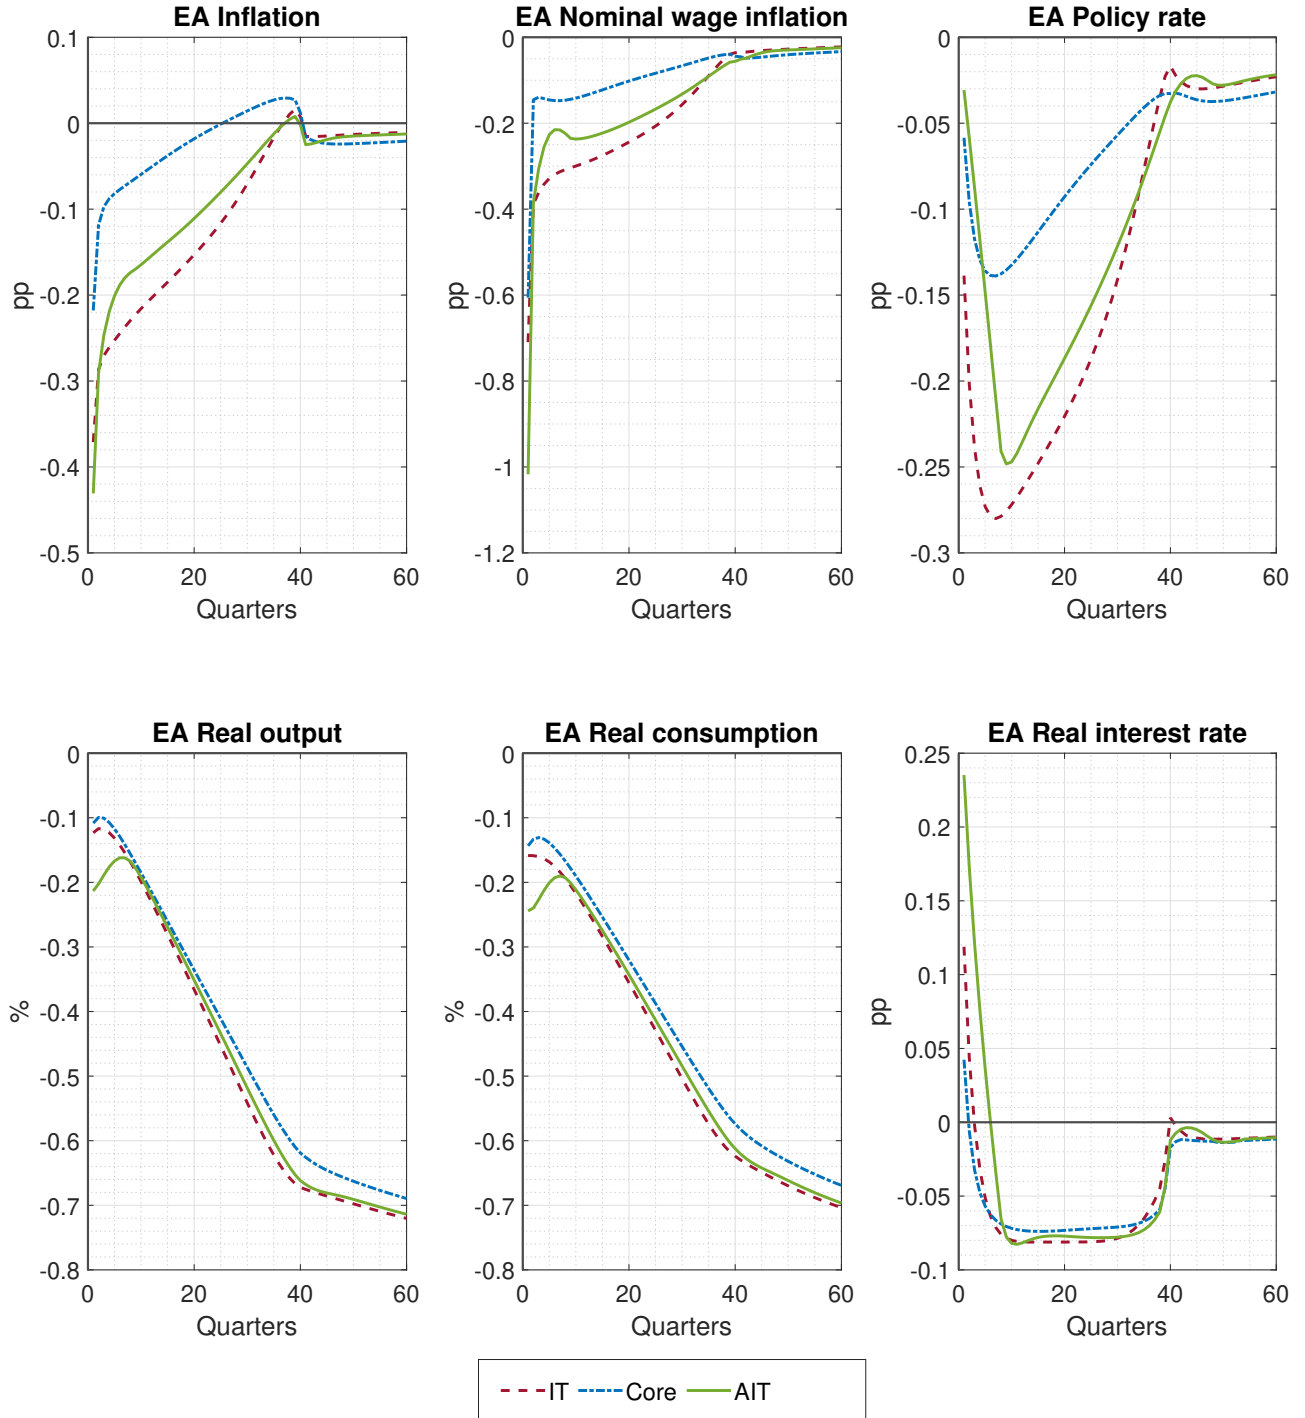 EA Inflation
0.1
0
-0.1
-0.2
-0.3
-0.4
-0.5
pp
0 20 40 60
Quarters
EA Nominal wage inflation
0
-0.2
-0.4
-0.6
-0.8
-1
-1.2
pp
0 20 40 60
Quarters
EA Policy rate
0
-0.05
-0.1
-0.15
-0.2
-0.25
-0.3
pp
0 20 40 60
Quarters
EA Real output
0
-0.1
-0.2
-0.3
-0.4
-0.5
-0.6
-0.7
-0.8
%
0 20 40 60
Quarters
EA Real consumption
0
-0.1
-0.2
-0.3
-0.4
-0.5
-0.6
-0.7
-0.8
%
0 20 40 60
Quarters
EA Real interest rate
0.25
0.2
0.15
0.1
0.05
0
-0.05
-0.1
pp
0 20 40 60
Quarters
IT Core AIT